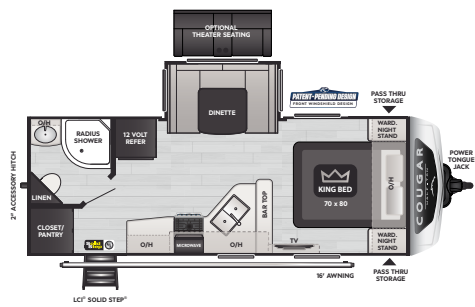 OPTIONAL
THEATER SEATING
PATENT-PENDING DESIGN
FRONT WINDSHIELD DESIGN
PASS THRU
STORAGE
DINETTE
O/H
RADIUS
SHOWER
12 VOLT
REFER
WARD.
NIGHT
STAND
POWER
TONGUE
JACK
2" ACCESSORY HITCH
LINEN
KING BED
70 x 80
O/H
COUGAR
BAR TOP
CLOSET/
PANTRY
O/H
MICROWAVE
O/H
TV
WARD.
NIGHT
STAND
16' AWNING
PASS THRU
STORAGE
LCI® SOLID STEP®